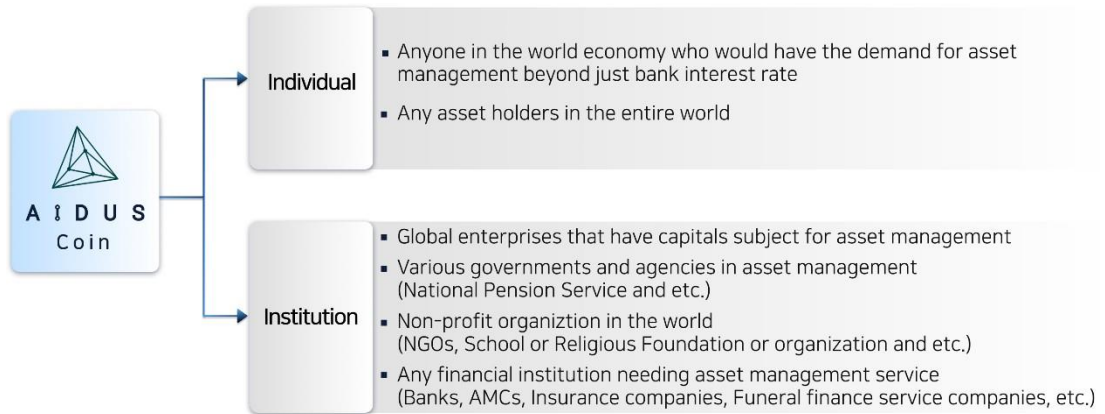 AIDUS
Coin
Individual
▪ Anyone in the world economy who would have the demand for asset
management beyond just bank interest rate
▪ Any asset holders in the entire world
Institution
▪ Global enterprises that have capitals subject for asset management
▪ Various governments and agencies in asset management
(National Pension Service and etc.)
▪ Non-profit organiztion in the world
(NGOs, School or Religious Foundation or organization and etc.)
▪ Any financial institution needing asset management service
(Banks, AMCs, Insurance companies, Funeral finance service companies, etc.)